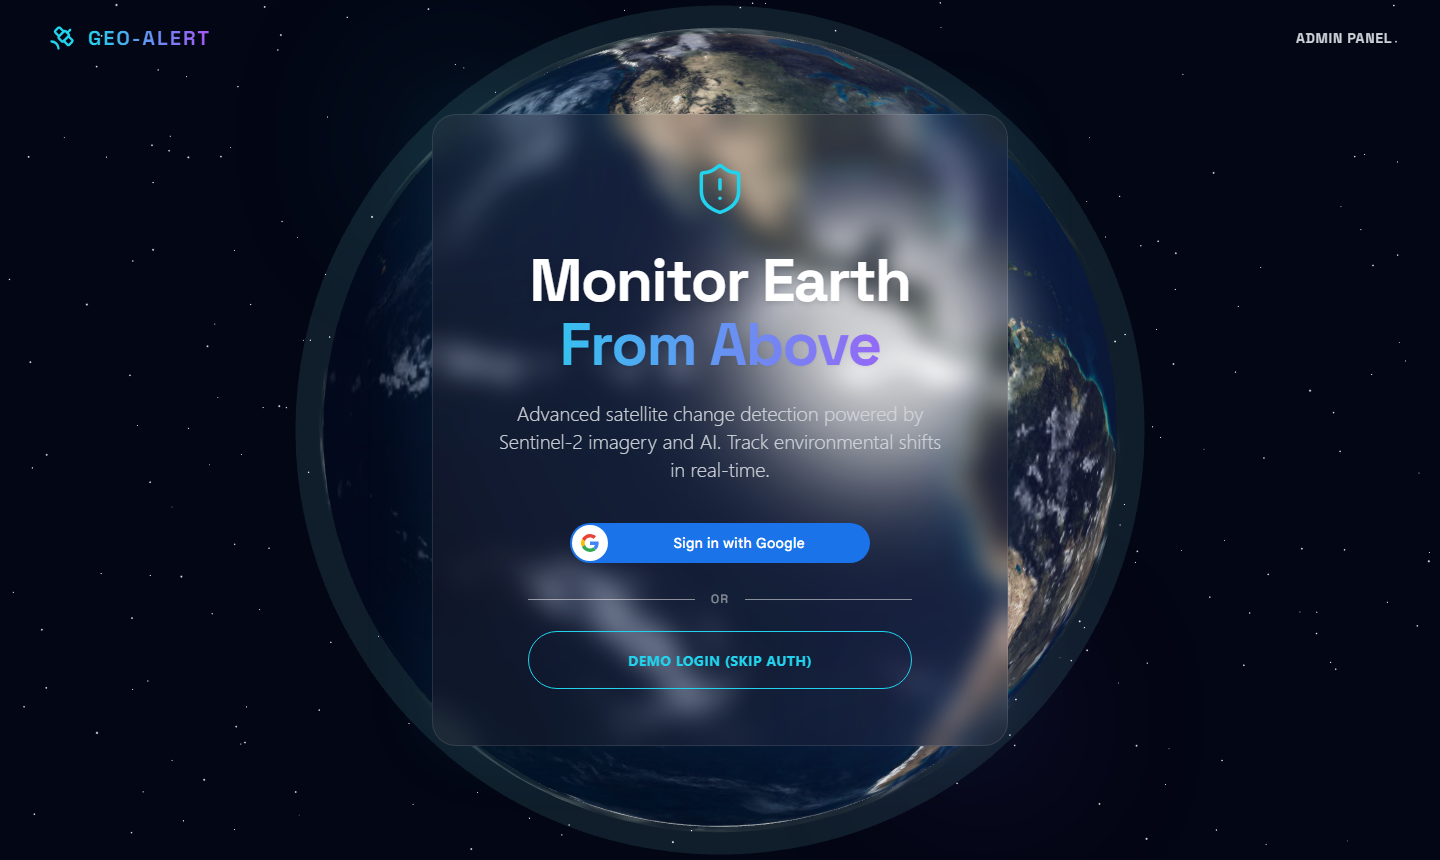 GEO-ALERT
ADMIN PANEL
Monitor Earth
From Above
Advanced satellite change detection powered by
Sentinel-2 imagery and AI. Track environmental shifts
in real-time.
Sign in with Google
OR
DEMO LOGIN (SKIP AUTH)